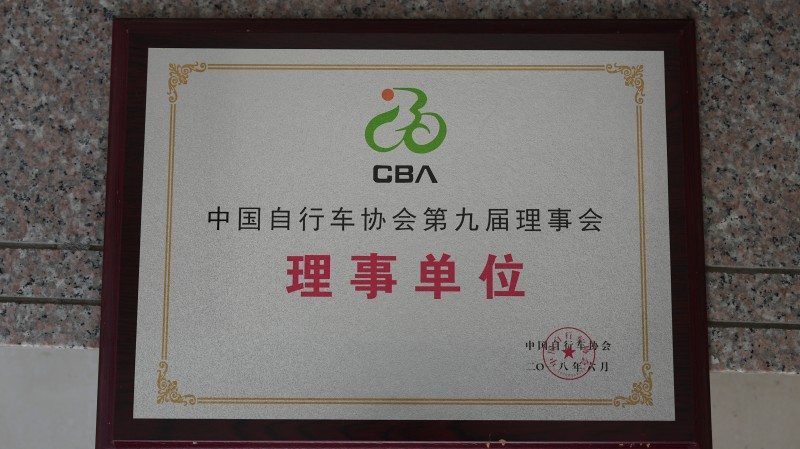 CBA
中国自行车协会第九届理事会
理事单位
中国自行车协会
二〇一八年六月